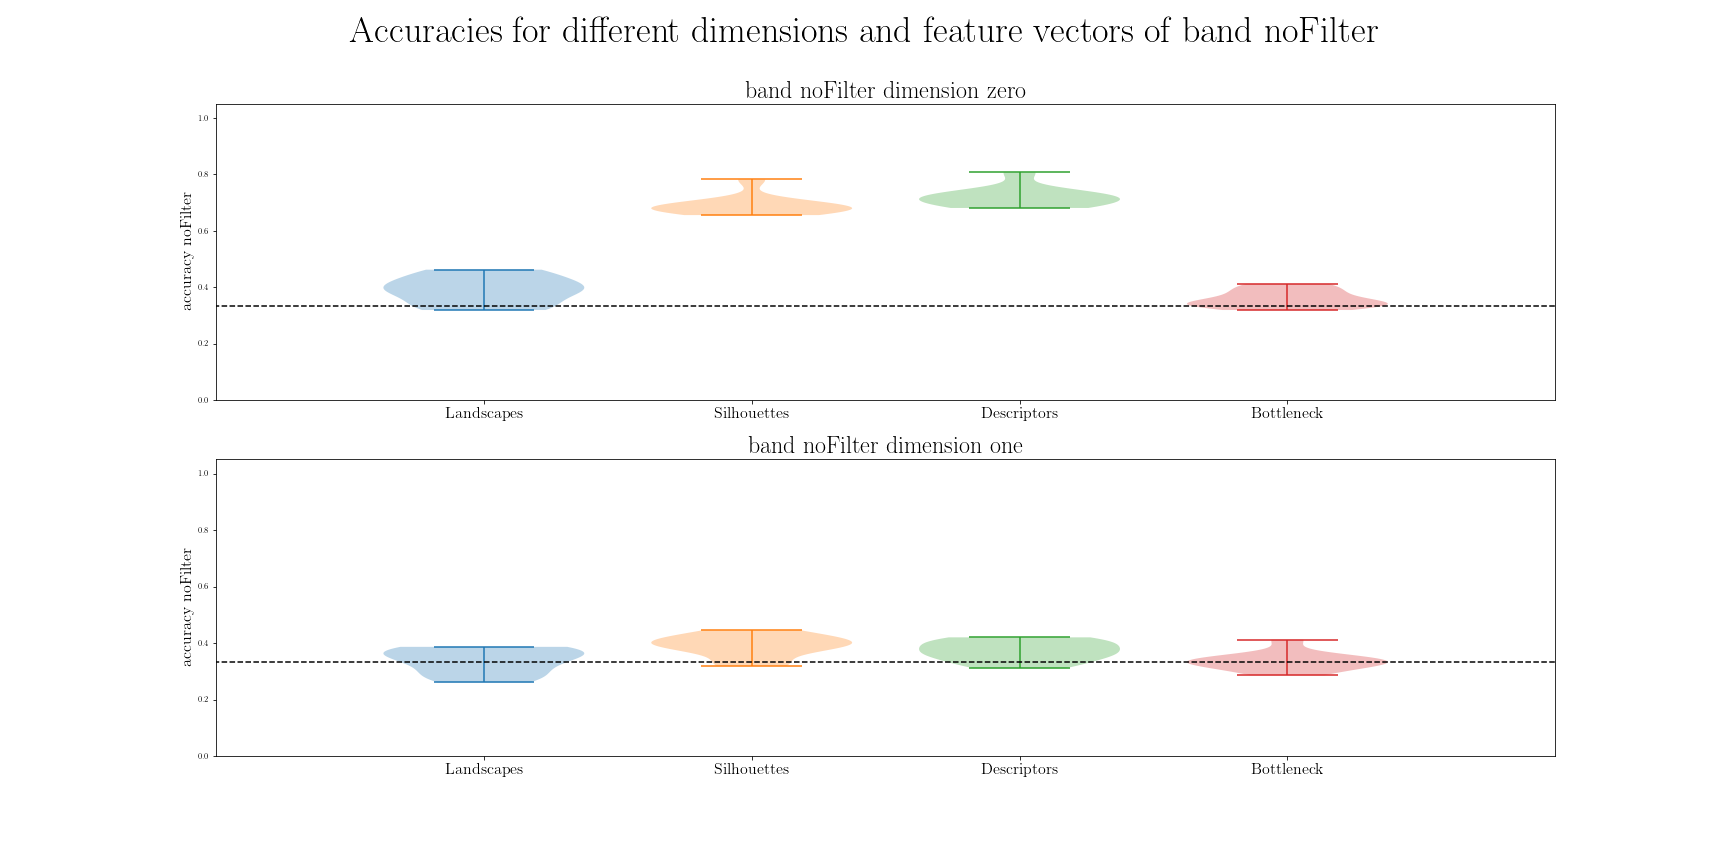 Accuracies for different dimensions and feature vectors of band noFilter
band noFilter dimension zero
accuracy noFilter
1.0
0.8
0.6
0.4
0.2
0.0
Landscapes Silhouettes Descriptors Bottleneck
band noFilter dimension one
accuracy noFilter
1.0
0.8
0.6
0.4
0.2
0.0
Landscapes Silhouettes Descriptors Bottleneck